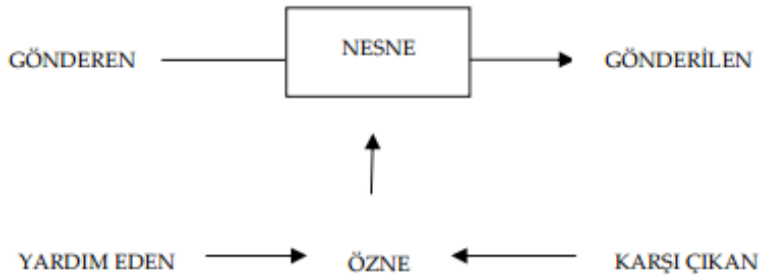 GÖNDEREN
NESNE
GÖNDERİLEN
YARDIM EDEN
ÖZNE
KARŞI ÇIKAN